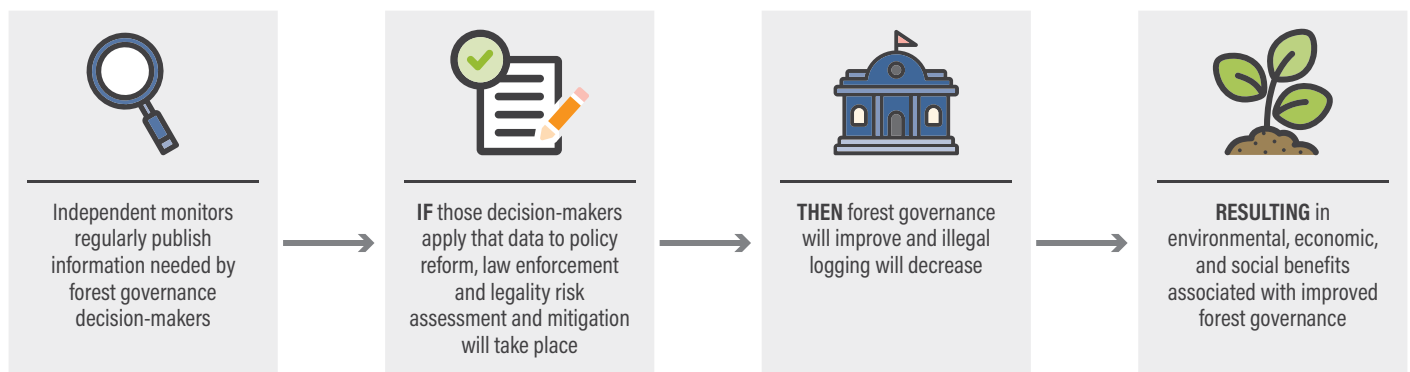 Independent monitors
regularly publish
information needed by
forest governance
decision-makers
IF those decision-makers
apply that data to policy
reform, law enforcement
and legality risk
assessment and mitigation
will take place
THEN forest governance
will improve and illegal
logging will decrease
RESULTING in
environmental, economic,
and social benefits
associated with improved
forest governance